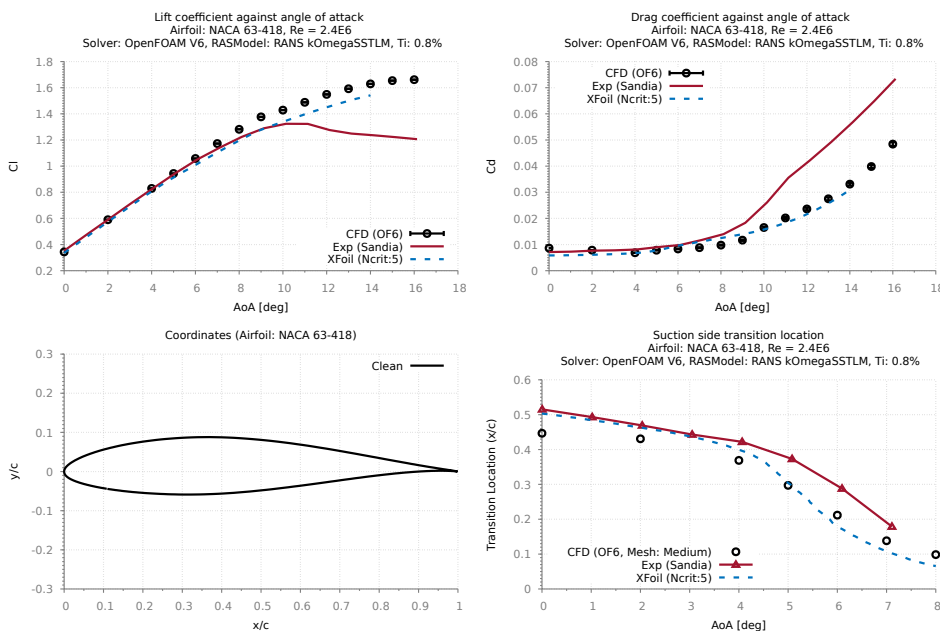 Lift coefficient against angle of attack
Airfoil: NACA 63-418, Re = 2.4E6
Solver: OpenFOAM V6, RASModel: RANS kOmegaSSTLM, Ti: 0.8%
Cl
1.8
1.6
1.4
1.2
1
0.8
0.6
0.4
0.2
CFD (OF6)
Exp (Sandia)
XFoil (Ncrit:5)
0 2 4 6 8 10 12 14 16 18
AoA [deg]
Drag coefficient against angle of attack
Airfoil: NACA 63-418, Re = 2.4E6
Solver: OpenFOAM V6, RASModel: RANS kOmegaSSTLM, Ti: 0.8%
Cd
0.08
0.07
0.06
0.05
0.04
0.03
0.02
0.01
0
CFD (OF6)
Exp (Sandia)
XFoil (Ncrit:5)
0 2 4 6 8 10 12 14 16 18
AoA [deg]
Coordinates (Airfoil: NACA 63-418)
y/c
0.3
0.2
0.1
0
-0.1
-0.2
-0.3
Clean
0 0.1 0.2 0.3 0.4 0.5 0.6 0.7 0.8 0.9 1
x/c
Suction side transition location
Airfoil: NACA 63-418, Re = 2.4E6
Solver: OpenFOAM V6, RASModel: RANS kOmegaSSTLM, Ti: 0.8%
Transition Location (x/c)
0.6
0.5
0.4
0.3
0.2
0.1
0
CFD (OF6, Mesh: Medium)
Exp (Sandia)
XFoil (Ncrit:5)
0 1 2 3 4 5 6 7 8
AoA [deg]